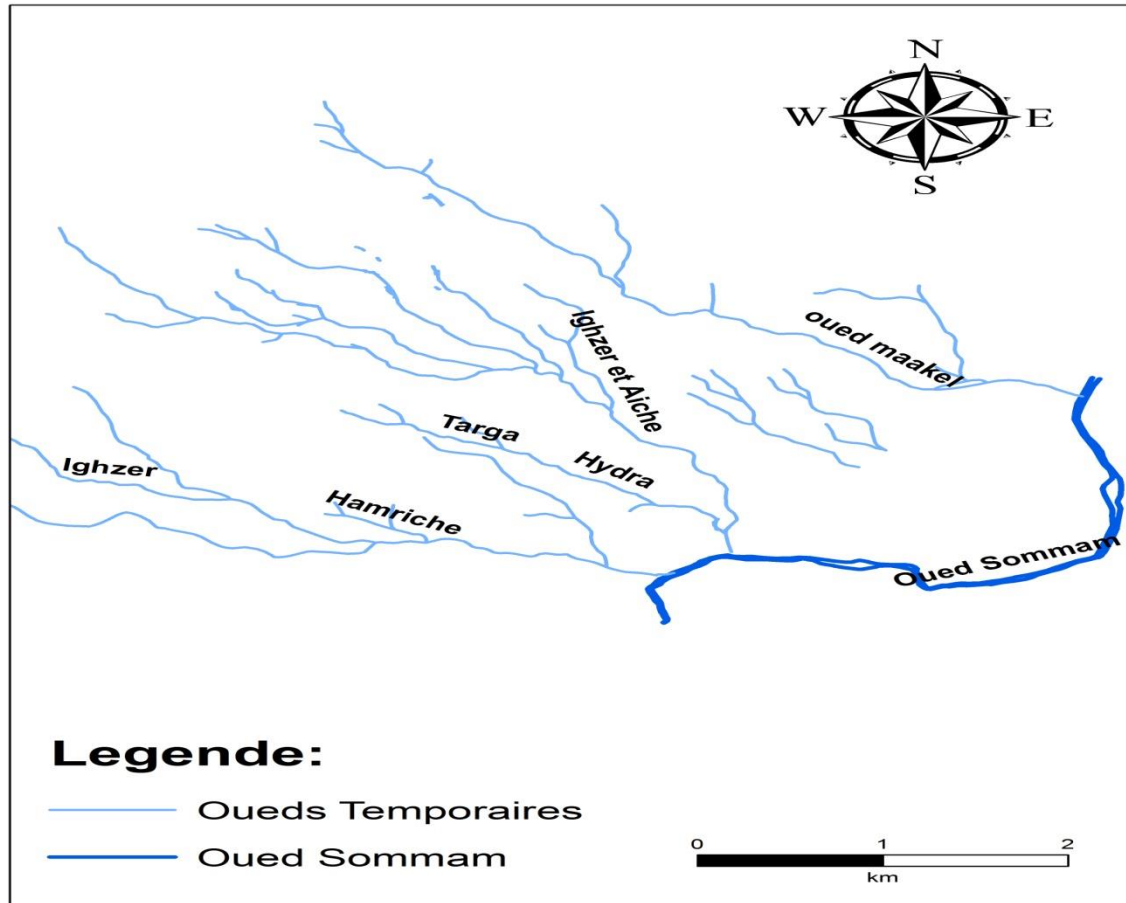 N
W E
S
oued maakel
Ighzer et Aiche
Targa
Hydra
Ighzer
Hamriche
Oued Sommam
Legende:
Oueds Temporaires
Oued Sommam
0 1 2
km